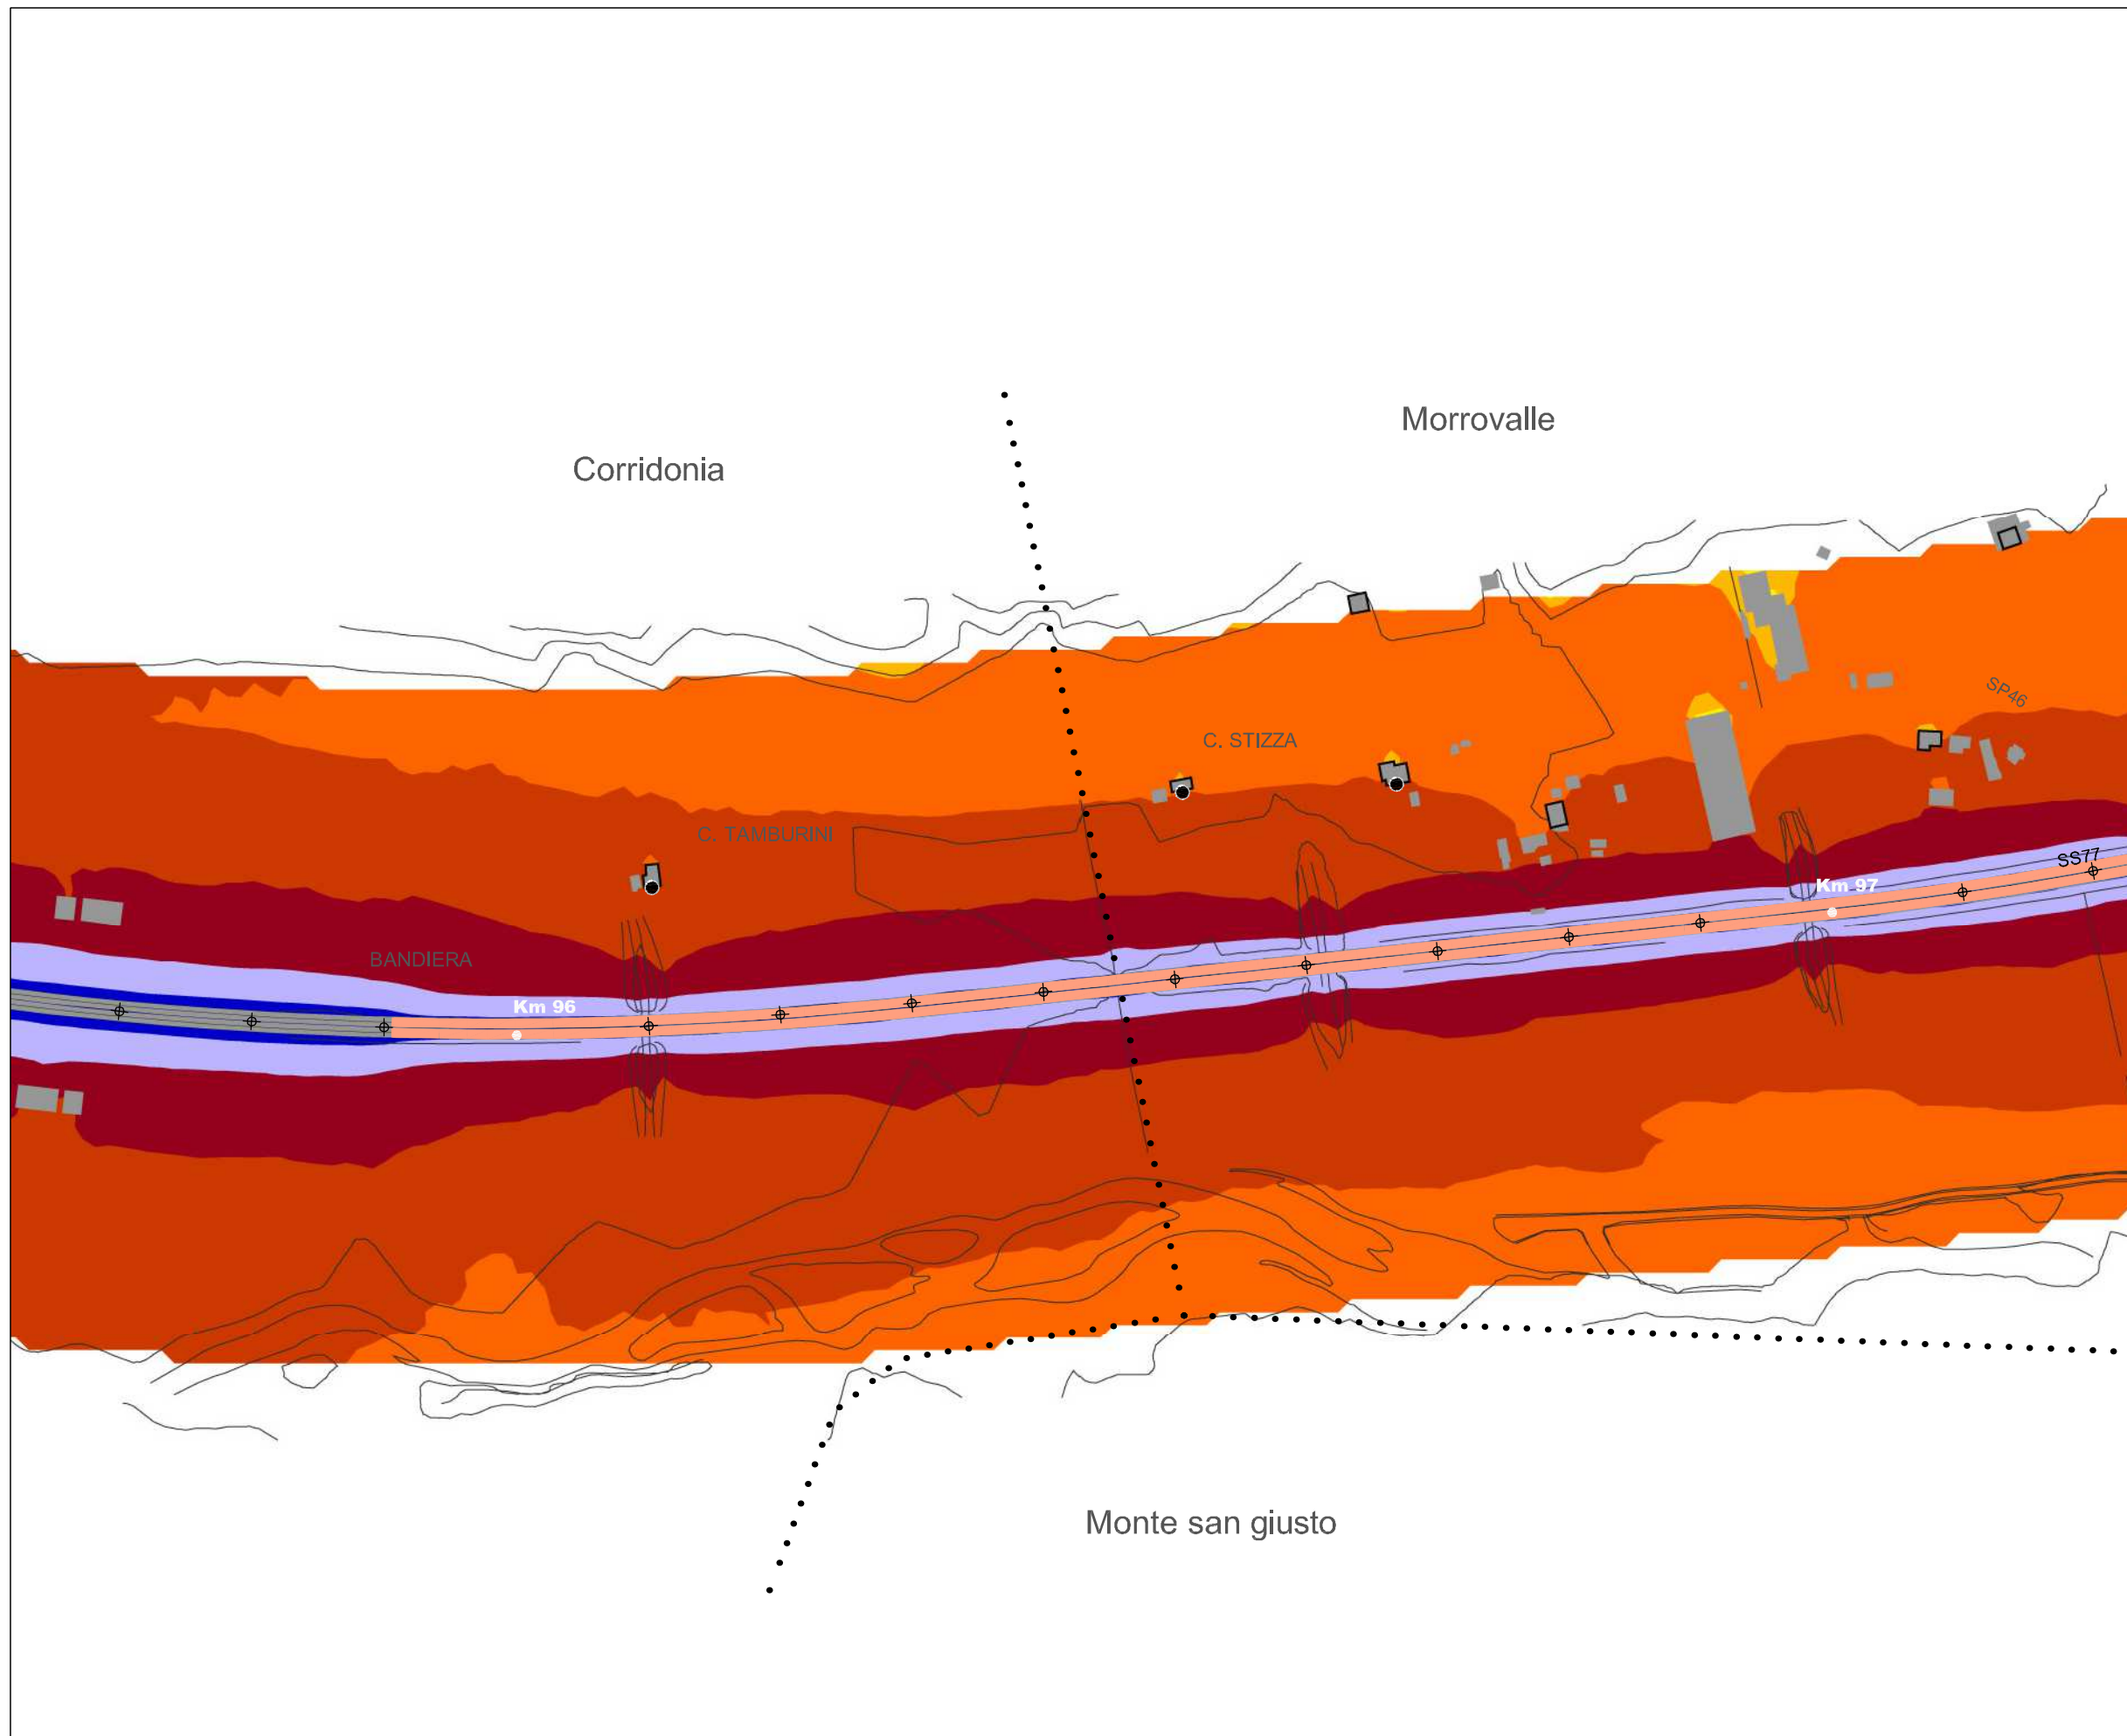 Morrovalle
Corridonia
SP46
C. STIZZA
C. TAMBURINI
SS77
Km 97
BANDIERA
Km 96
Monte san giusto